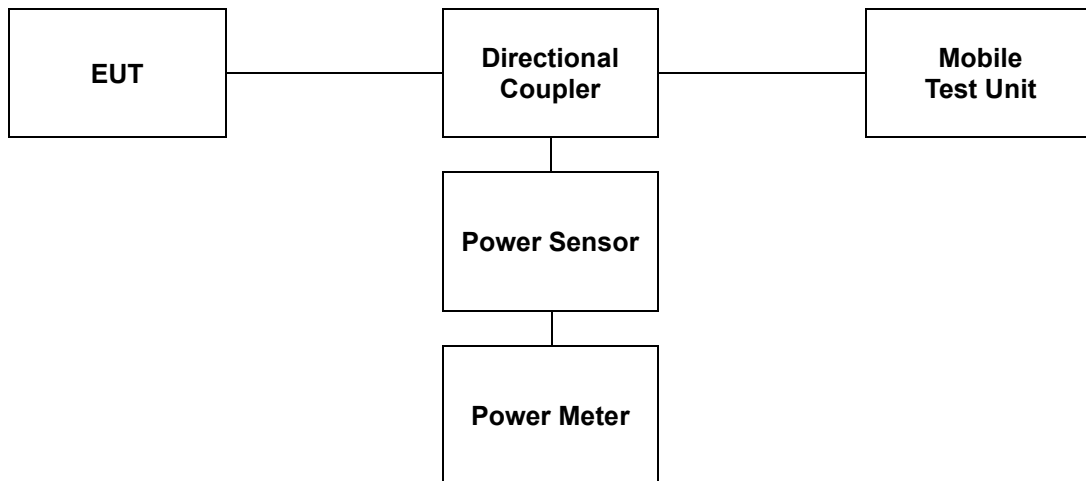 EUT
Directional
Coupler
Mobile
Test Unit
Power Sensor
Power Meter